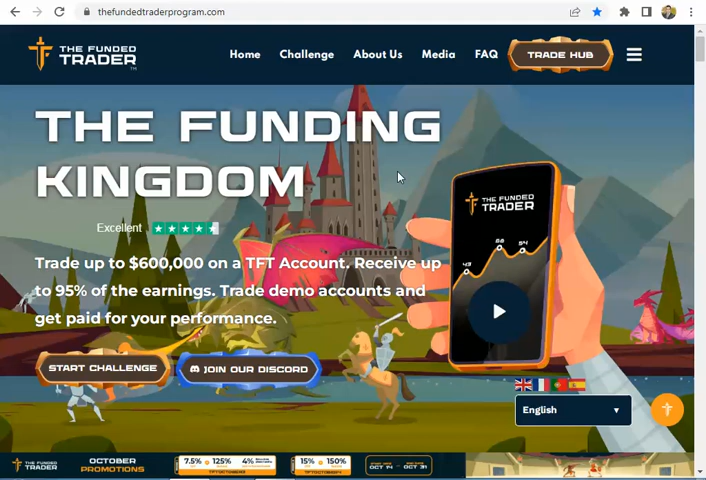 thefundedtraderprogram.com
THE FUNDED
TRADER
Home Challenge About Us Media FAQ TRADE HUB
THE FUNDING
KINGDOM
Excellent
Trade up to $600,000 on a TFT Account. Receive up
to 95% of the earnings. Trade demo accounts and
get paid for your performance.
START CHALLENGE
JOIN OUR DISCORD
THE FUNDED
TRADER
43 68 54
English
THE FUNDED
TRADER
OCTOBER
PROMOTIONS
7.5% 125% 4%
15% 150%
OCT 14 OCT 31